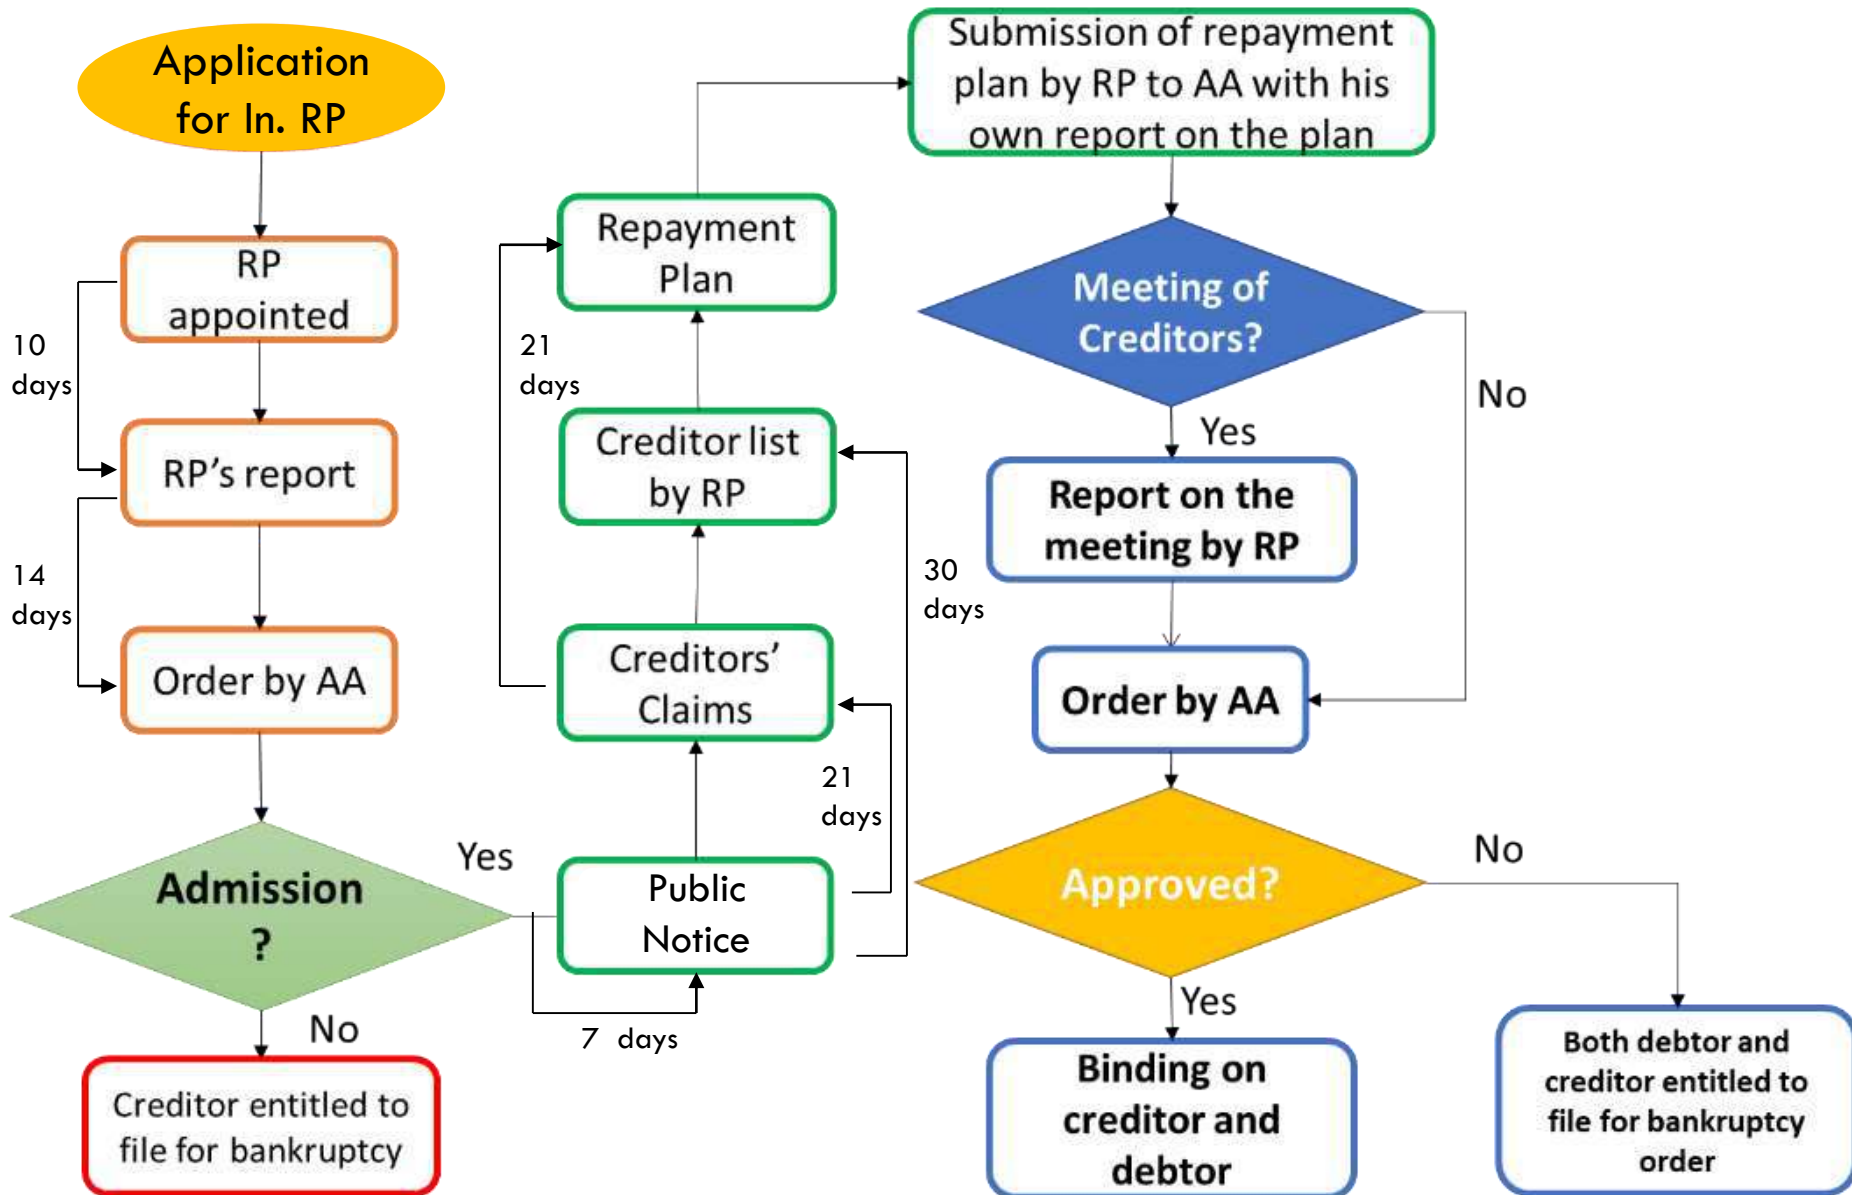 Application
for In. RP
RP
appointed
10
days
RP's report
14
days
Order by AA
Admission
?
Yes
No
Creditor entitled to
file for bankruptcy
7 days
Public
Notice
21
days
30
days
Creditors'
Claims
Creditor list
by RP
21
days
Repayment
Plan
Submission of repayment
plan by RP to AA with his
own report on the plan
Meeting of
Creditors?
No
Yes
Report on the
meeting by RP
Order by AA
Approved?
No
Yes
Binding on
creditor and
debtor
Both debtor and
creditor entitled to
file for bankruptcy
order